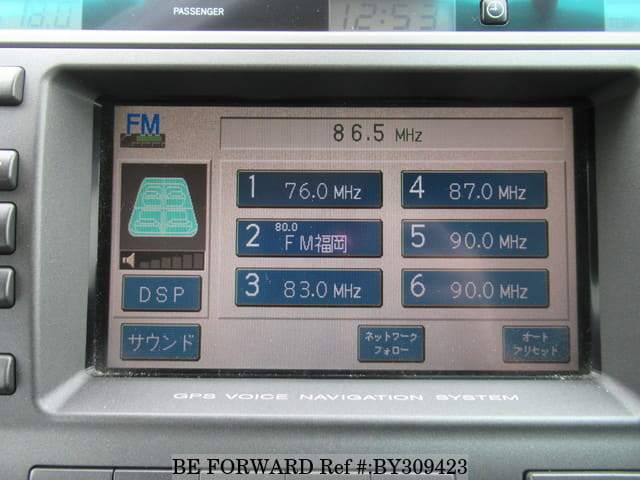 18.0
PASSENGER
12:53
FM
86.5 MHz
1 76.0 MHz
4 87.0 MHz
2 80.0 FM福岡
5 90.0 MHz
3 83.0 MHz
6 90.0 MHz
DSP
サウンド
ネットワーク
フォロー
オート
プリセット
GPS VOICE NAVIGATION SYSTEM
BE FORWARD Ref #:BY309423